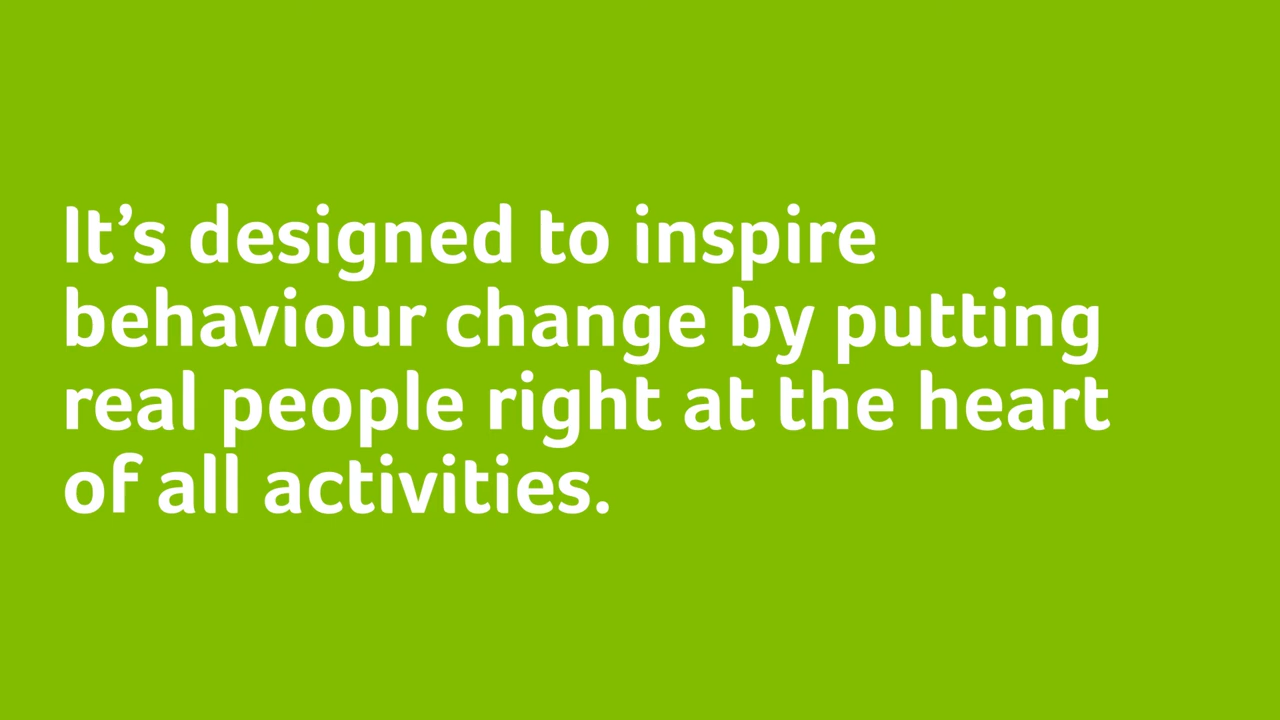 It’s designed to inspire
behaviour change by putting
real people right at the heart
of all activities.